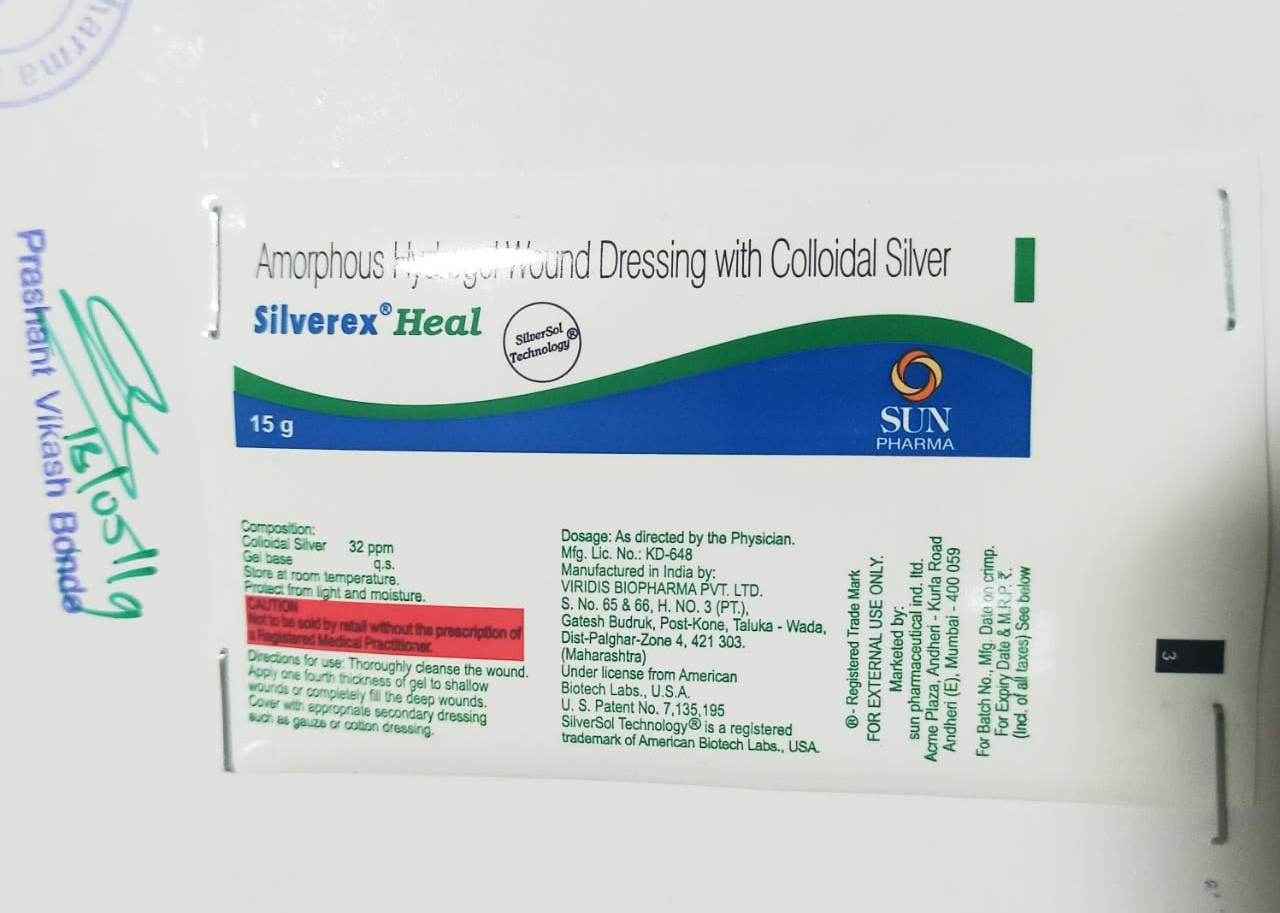 Amorphous Hydrogel Wound Dressing with Colloidal Silver
Silverex® Heal
SilverSol
Technology®
15 g
SUN
PHARMA
Composition:
Colloidal Silver 32 ppm
Gel base q.s.
Store at room temperature.
Protect from light and moisture.
CAUTION
Not to be sold by retail without the prescription of
a Registered Medical Practitioner.
Directions for use: Thoroughly cleanse the wound.
Apply one fourth thickness of gel to shallow
wounds or completely fill the deep wounds.
Cover with appropriate secondary dressing
such as gauze or cotton dressing.
Dosage: As directed by the Physician.
Mfg. Lic. No.: KD-648
Manufactured in India by:
VIRIDIS BIOPHARMA PVT. LTD.
S. No. 65 & 66, H. NO. 3 (PT.),
Gatesh Budruk, Post-Kone, Taluka - Wada,
Dist-Palghar-Zone 4, 421 303.
(Maharashtra)
Under license from American
Biotech Labs., U.S.A.
U. S. Patent No. 7,135,195
SilverSol Technology® is a registered
trademark of American Biotech Labs., USA.
®- Registered Trade Mark
FOR EXTERNAL USE ONLY.
Marketed by:
sun pharmaceutical ind. ltd.
Acme Plaza, Andheri - Kurla Road
Andheri (E), Mumbai - 400 059
For Batch No., Mfg. Date on crimp.
For Expiry Date & M.R.P. ₹.
(Incl. of all taxes) See below
3
Prashant Vikash Bonde